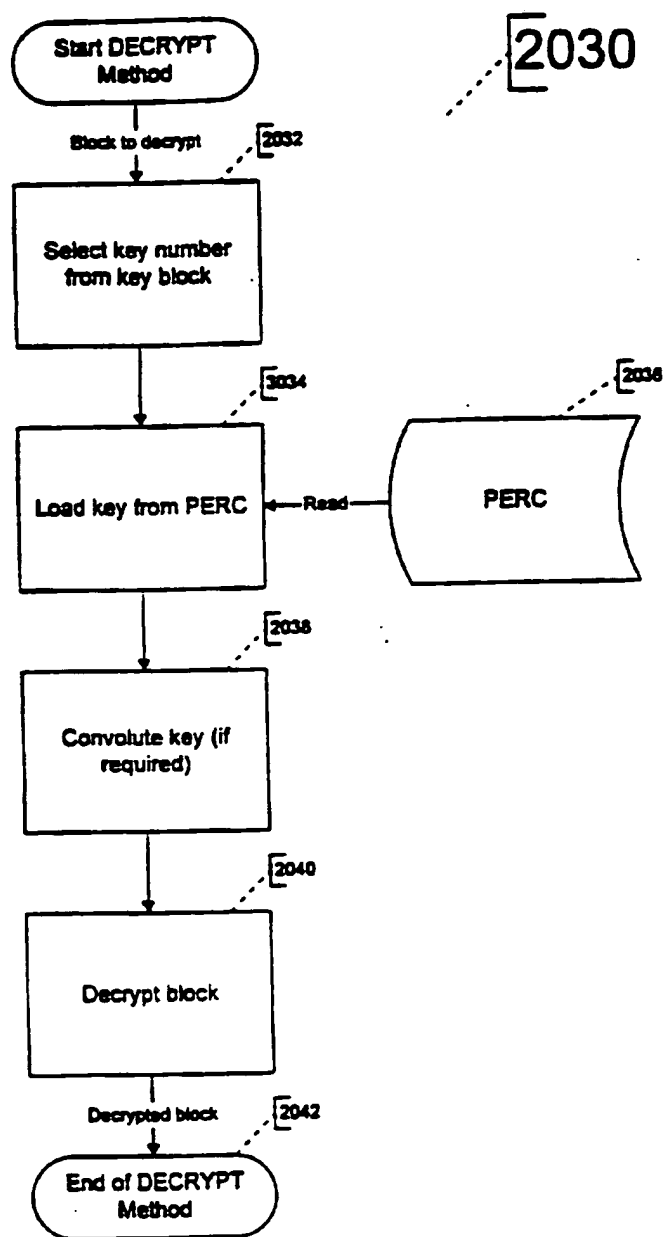 Start DECRYPT
Method
2030
Block to decrypt
2032
Select key number
from key block
3034
2036
Load key from PERC
Read
PERC
2038
Convolute key (if
required)
2040
Decrypt block
Decrypted block
2042
End of DECRYPT
Method